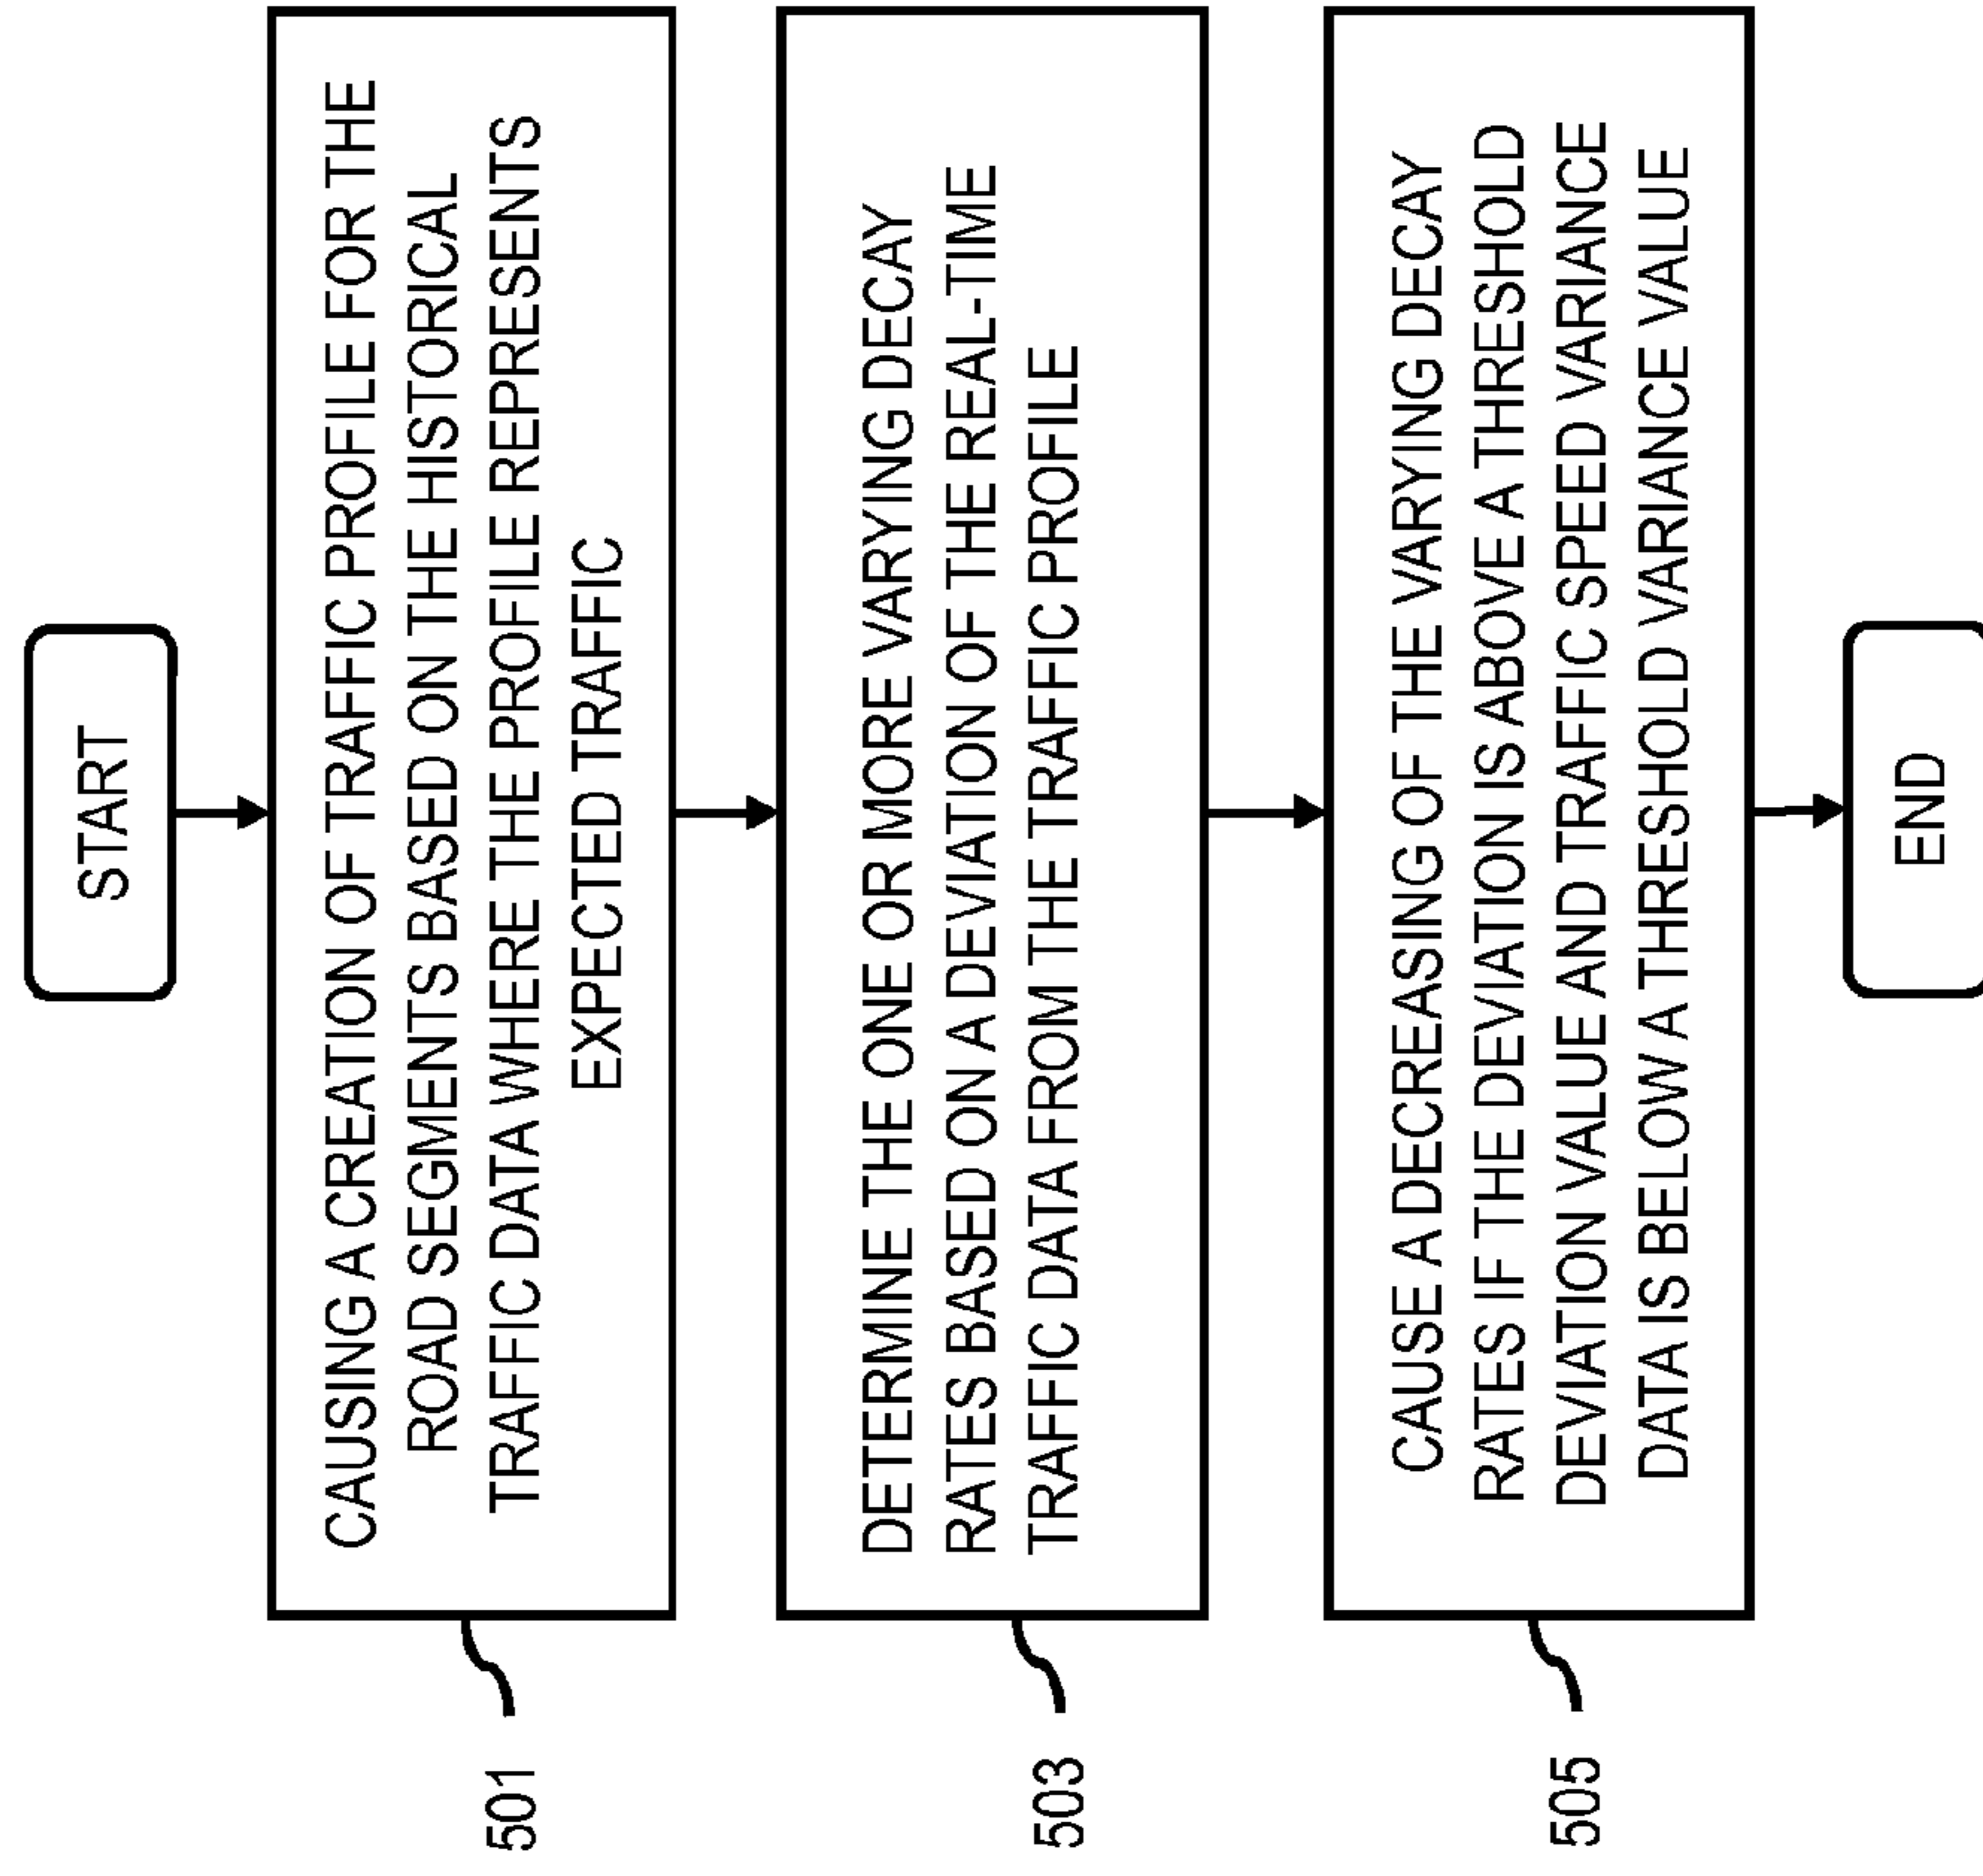 START
CAUSING A CREATION OF TRAFFIC PROFILE FOR THE
ROAD SEGMENTS BASED ON THE HISTORICAL
TRAFFIC DATA WHERE THE PROFILE REPRESENTS
EXPECTED TRAFFIC
501
DETERMINE THE ONE OR MORE VARYING DECAY
RATES BASED ON A DEVIATION OF THE REAL-TIME
TRAFFIC DATA FROM THE TRAFFIC PROFILE
503
CAUSE A DECREASING OF THE VARYING DECAY
RATES IF THE DEVIATION IS ABOVE A THRESHOLD
DEVIATION VALUE AND TRAFFIC SPEED VARIANCE
DATA IS BELOW A THRESHOLD VARIANCE VALUE
505
END